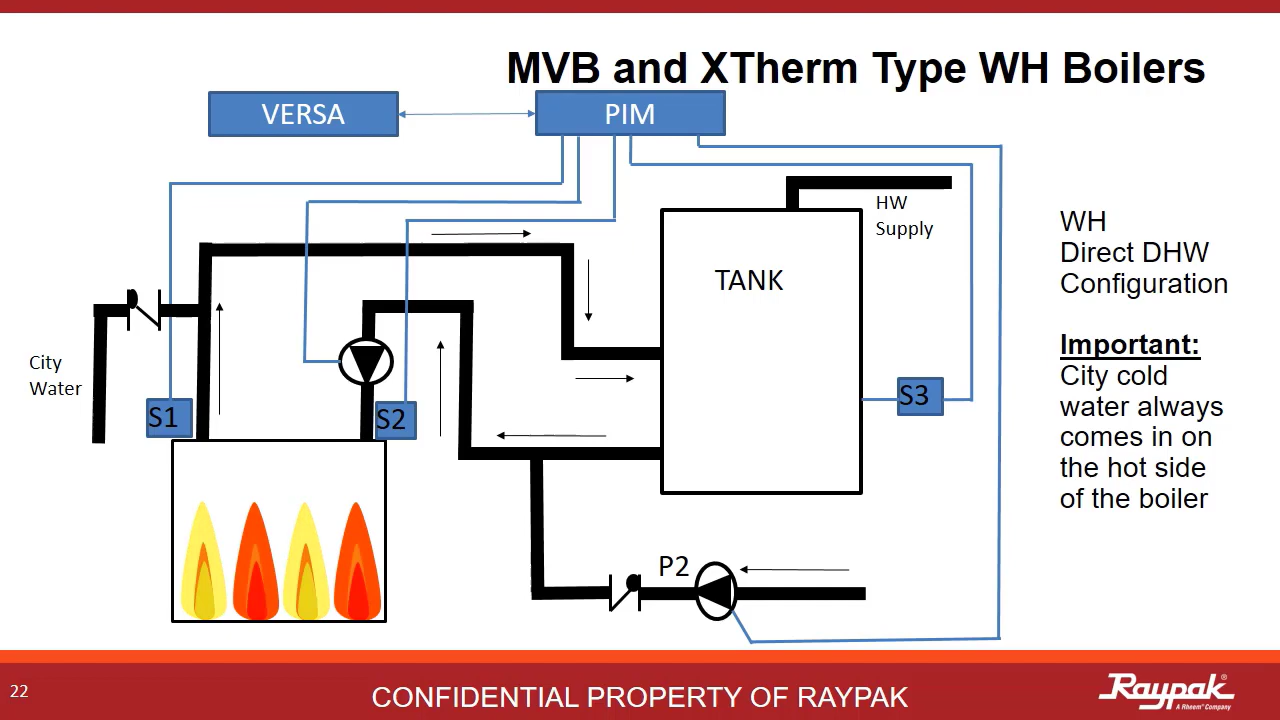 MVB and XTherm Type WH Boilers
VERSA
PIM
HW
Supply
WH
Direct DHW
Configuration
TANK
City
Water
Important:
City cold
water always
comes in on
the hot side
of the boiler
S1
S2
S3
P2
22
CONFIDENTIAL PROPERTY OF RAYPAK
Raypak®
A Rheem® Company